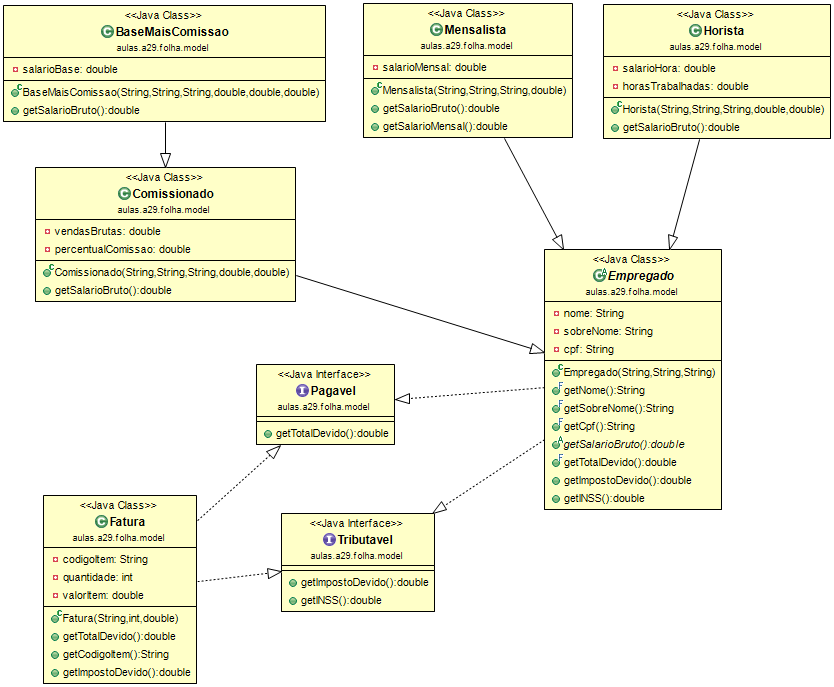 <<Java Class>>
BaseMaisComissao
aulas.a29.folha.model
salarioBase: double
BaseMaisComissao(String,String,String,double,double,double)
getSalarioBruto():double
<<Java Class>>
Mensalista
aulas.a29.folha.model
salarioMensal: double
Mensalista(String,String,String,double)
getSalarioBruto():double
getSalarioMensal():double
<<Java Class>>
Horista
aulas.a29.folha.model
salarioHora: double
horasTrabalhadas: double
Horista(String,String,String,double,double)
getSalarioBruto():double
<<Java Class>>
Comissionado
aulas.a29.folha.model
vendasBrutas: double
percentualComissao: double
Comissionado(String,String,String,double,double)
getSalarioBruto():double
<<Java Class>>
Empregado
aulas.a29.folha.model
nome: String
sobreNome: String
cpf: String
Empregado(String,String,String)
getNome():String
getSobreNome():String
getCpf():String
getSalarioBruto():double
getTotalDevido():double
getImpostoDevido():double
getINSS():double
<<Java Interface>>
Pagavel
aulas.a29.folha.model
getTotalDevido():double
<<Java Class>>
Fatura
aulas.a29.folha.model
codigoItem: String
quantidade: int
valorItem: double
Fatura(String,int,double)
getTotalDevido():double
getCodigoItem():String
getImpostoDevido():double
<<Java Interface>>
Tributavel
aulas.a29.folha.model
getImpostoDevido():double
getINSS():double